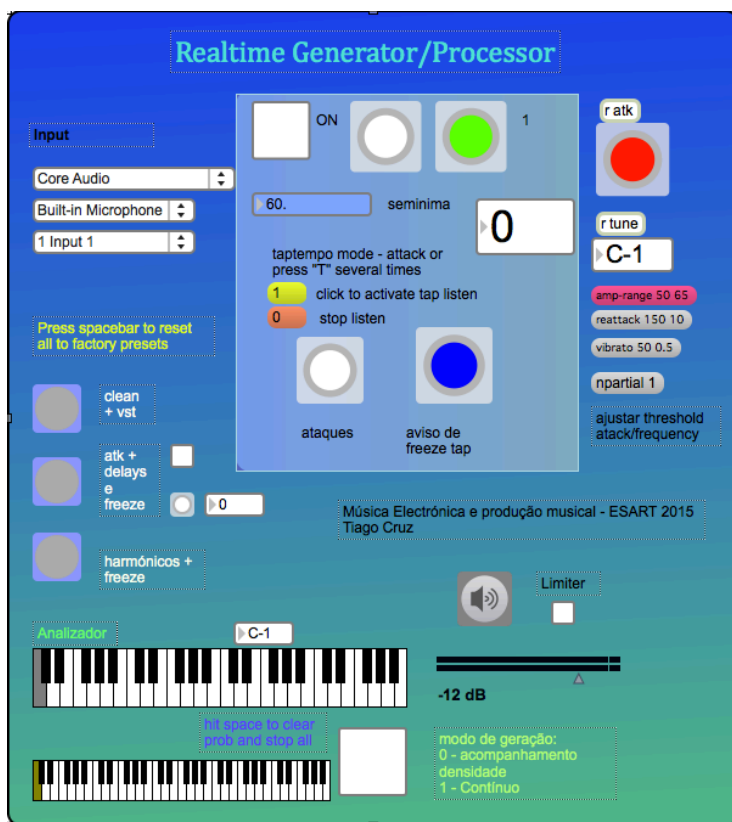 Realtime Generator/Processor
Input
Core Audio
Built-in Microphone
1 Input 1
Press spacebar to reset
all to factory presets
clean
+ vst
atk +
delays
e
freeze
0
harmónicos +
freeze
ON
1
60.
seminima
0
taptempo mode - attack or
press "T" several times
1
click to activate tap listen
0
stop listen
ataques
aviso de
freeze tap
r atk
r tune
C-1
amp-range 50 65
reattack 150 10
vibrato 50 0.5
npartial 1
ajustar threshold
atack/frequency
Música Electrónica e produção musical - ESART 2015
Tiago Cruz
Limiter
-12 dB
Analizador
C-1
hit space to clear
prob and stop all
modo de geração:
0 - acompanhamento
densidade
1 - Contínuo